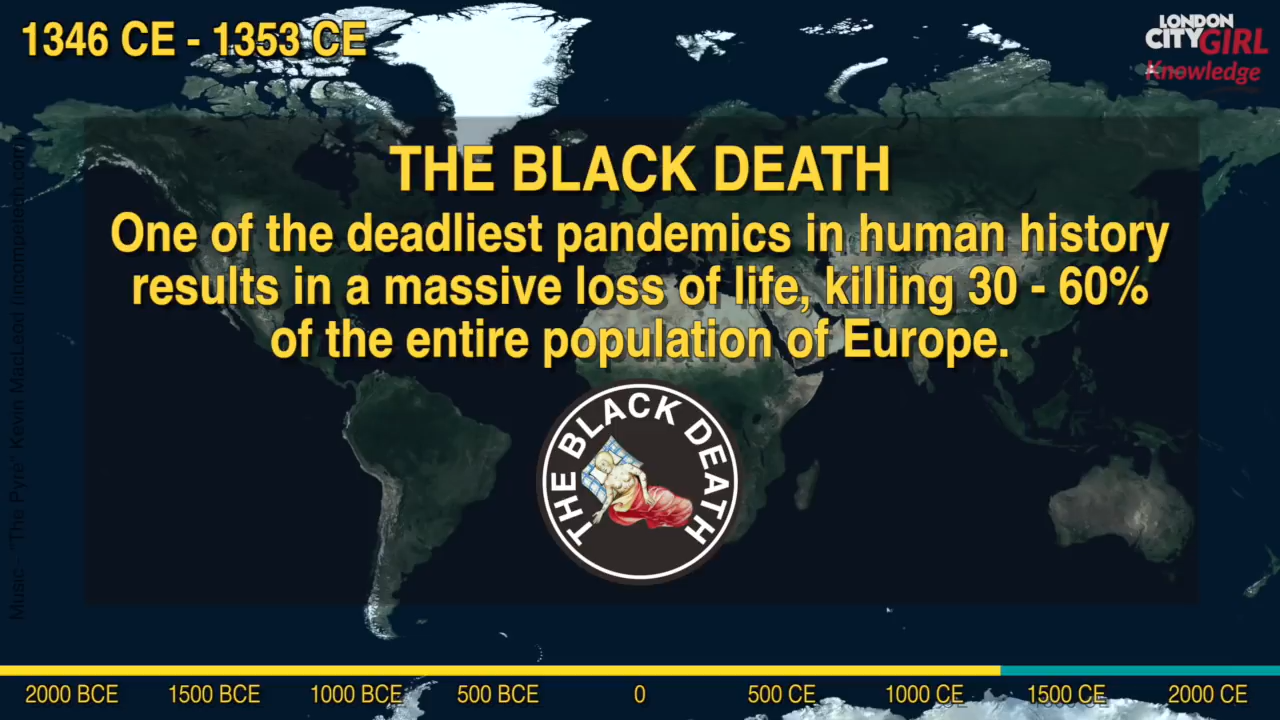 1346 CE - 1353 CE
LONDON
CITYGIRL
Knowledge
THE BLACK DEATH
One of the deadliest pandemics in human history
results in a massive loss of life, killing 30 - 60%
of the entire population of Europe.
THE BLACK DEATH
Music - "The Pyre" Kevin MacLeod (incompetech.com)
2000 BCE 1500 BCE 1000 BCE 500 BCE 0 500 CE 1000 CE 1500 CE 2000 CE